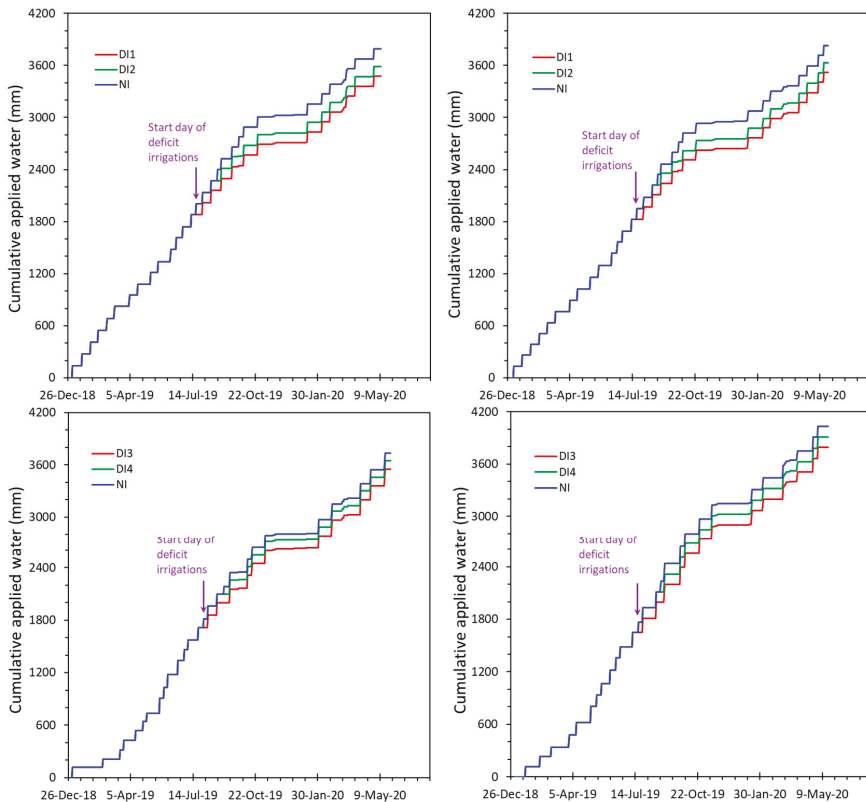 4200
3600
3000
2400
1800
1200
600
0
Cumulative applied water (mm)
DI1
DI2
NI
Start day of
deficit
irrigations
26-Dec-18 5-Apr-19 14-Jul-19 22-Oct-19 30-Jan-20 9-May-20
4200
3600
3000
2400
1800
1200
600
0
Cumulative applied water (mm)
DI1
DI2
NI
Start day of
deficit
irrigations
26-Dec-18 5-Apr-19 14-Jul-19 22-Oct-19 30-Jan-20 9-May-20
4200
3600
3000
2400
1800
1200
600
0
Cumulative applied water (mm)
DI3
DI4
NI
Start day of
deficit
irrigations
26-Dec-18 5-Apr-19 14-Jul-19 22-Oct-19 30-Jan-20 9-May-20
4200
3600
3000
2400
1800
1200
600
0
Cumulative applied water (mm)
DI3
DI4
NI
Start day of
deficit
irrigations
26-Dec-18 5-Apr-19 14-Jul-19 22-Oct-19 30-Jan-20 9-May-20